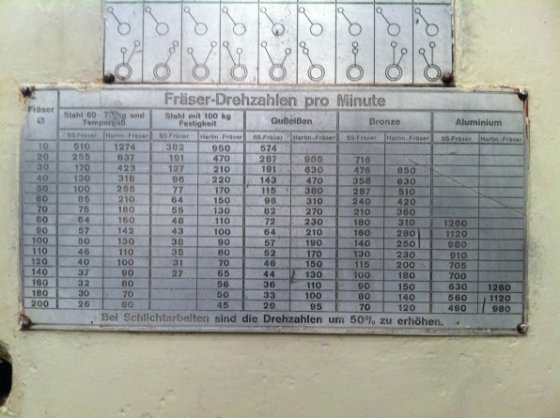 Fräser-Drehzahlen pro Minute
Fräser Ø Stahl 60-70kg und Temperguß Stahl mit 100 kg Festigkeit Gußeißen Bronze Aluminium
SS-Fräser Hartm.-Fräser SS-Fräser Hartm.-Fräser SS-Fräser Hartm.-Fräser SS-Fräser Hartm.-Fräser SS-Fräser Hartm.-Fräser
10 510 1274 382 950 574
20 255 637 191 470 287 955 716
30 170 423 127 210 191 630 476 850
40 130 318 96 220 143 470 358 630
50 100 255 77 170 115 380 287 510
60 85 210 64 150 96 310 240 420
70 75 180 55 130 82 270 210 360
80 64 160 48 110 72 230 180 310 1260
90 57 142 43 100 64 210 160 280 1120
100 50 130 38 90 57 190 140 250 980
110 46 110 35 80 52 170 130 230 910
120 40 100 31 70 46 150 115 200 705
140 37 90 27 65 44 130 100 180 700
160 32 80 56 36 110 90 150 630 1260
180 30 70 50 33 100 80 140 560 1120
200 26 60 45 29 95 70 120 490 980
Bei Schlichtarbeiten sind die Drehzahlen um 50% zu erhöhen.